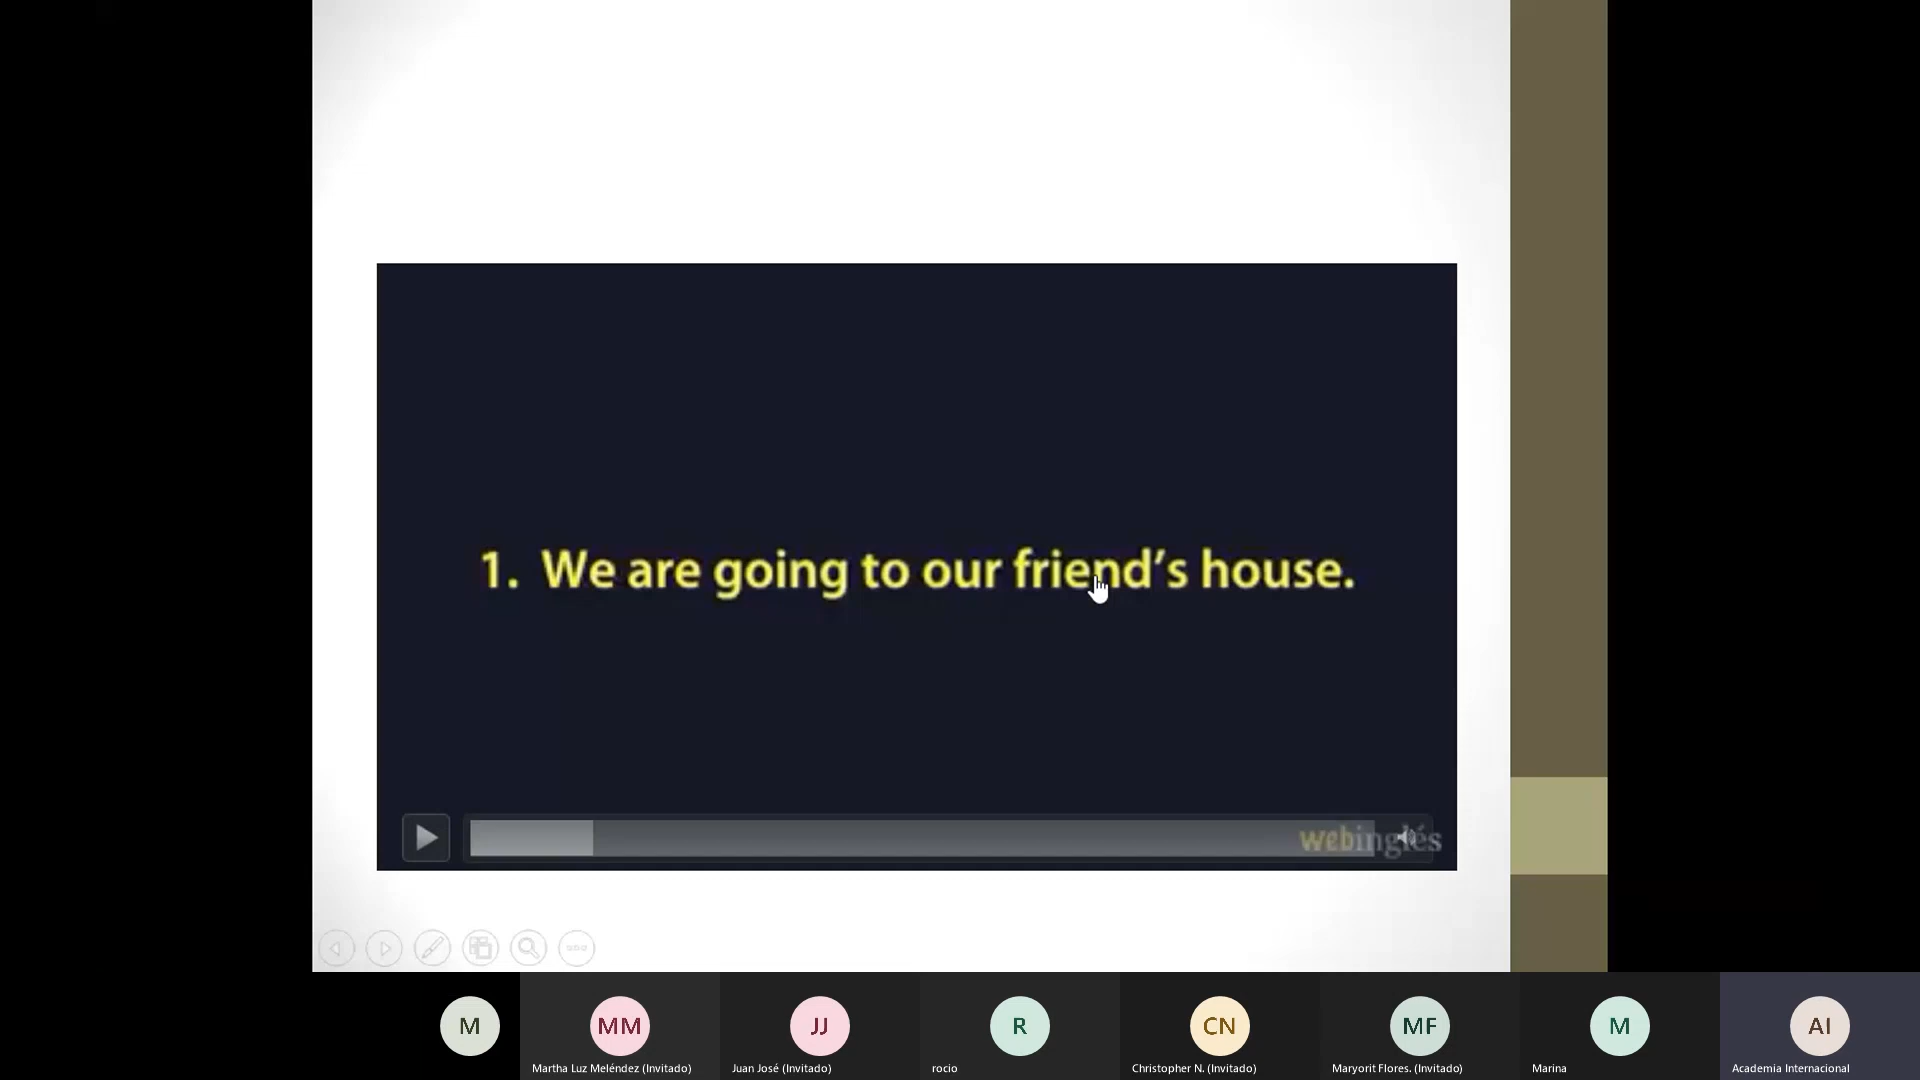 1. We are going to our friend's house.
webinglés
M
MM
JJ
R
CN
MF
M
AI
Martha Luz Meléndez (Invitado)
Juan José (Invitado)
rocio
Christopher N. (Invitado)
Maryorit Flores. (Invitado)
Marina
Academia Internacional